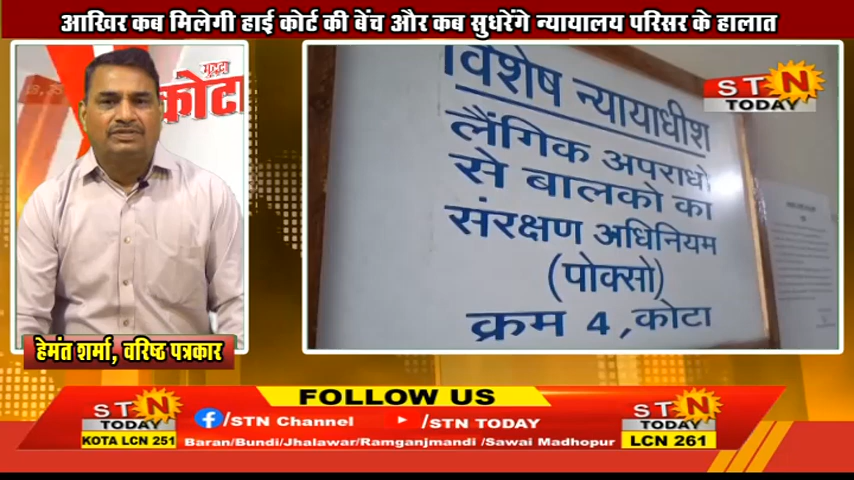 आखिर कब मिलेगी हाई कोर्ट की बेंच और कब सुधरेंगे न्यायालय परिसर के हालात
कोटा
विशेष न्यायाधीश
लैंगिक अपराधो
से बालको का
संरक्षण अधिनियम
(पोक्सो)
क्रम 4, कोटा
STN
TODAY
हेमंत शर्मा, वरिष्ठ पत्रकार
FOLLOW US
STN
TODAY
KOTA LCN 251
/STN Channel
/STN TODAY
Baran/Bundi/Jhalawar/Ramganjmandi /Sawai Madhopur
STN
TODAY
LCN 261